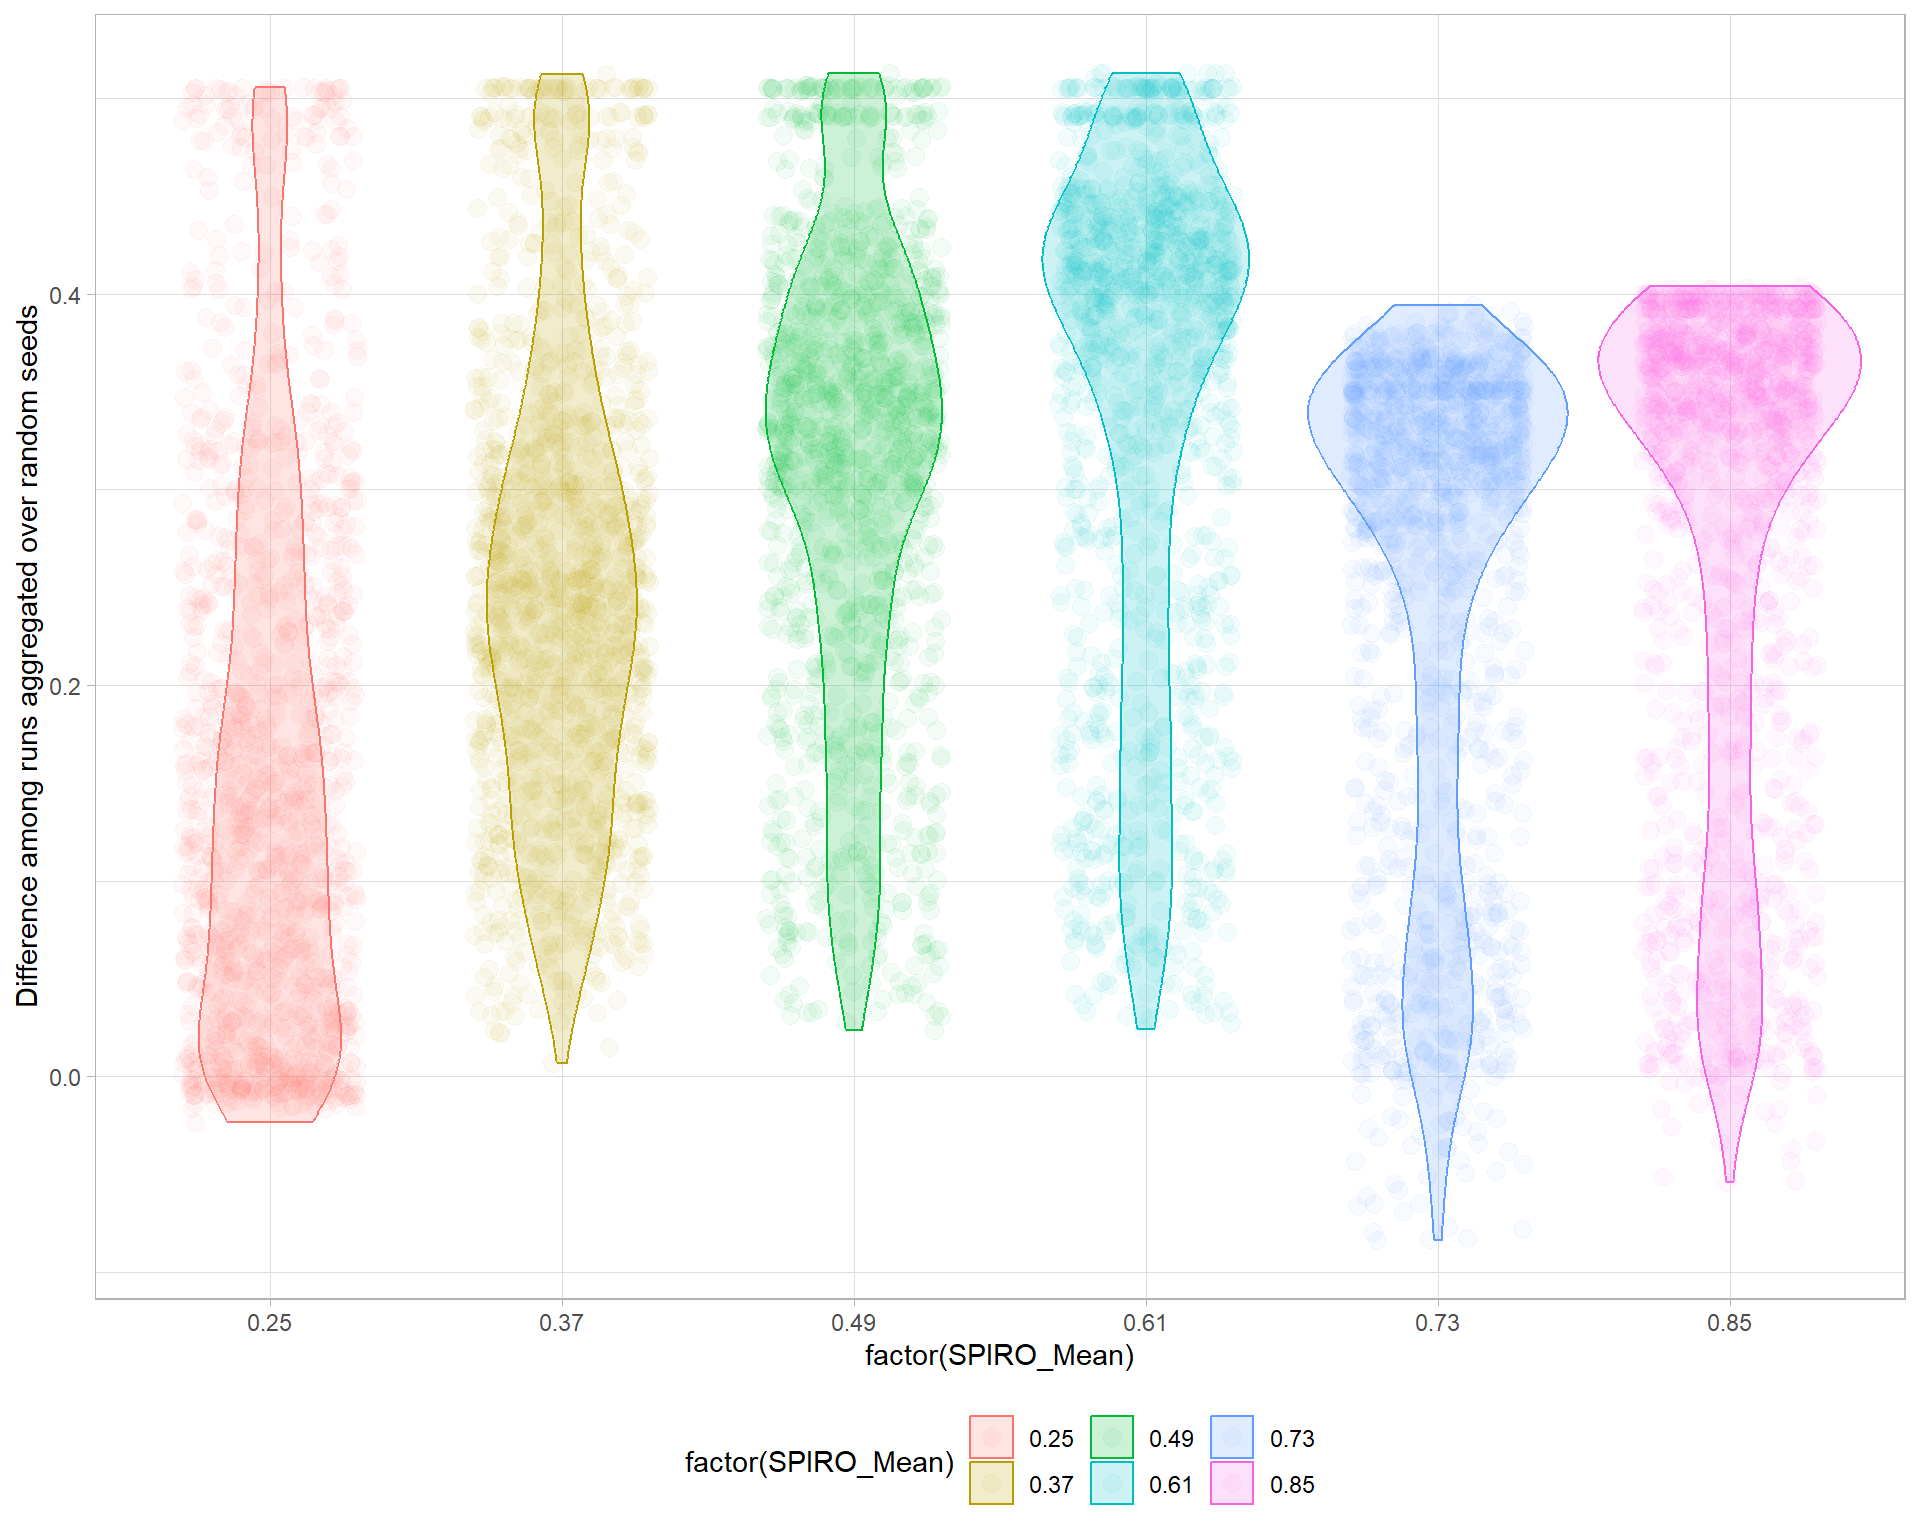 Difference among runs aggregated over random seeds
0.4
0.2
0.0
0.25 0.37 0.49 0.61 0.73 0.85
factor(SPIRO_Mean)
factor(SPIRO_Mean)
0.25 0.49 0.73
0.37 0.61 0.85